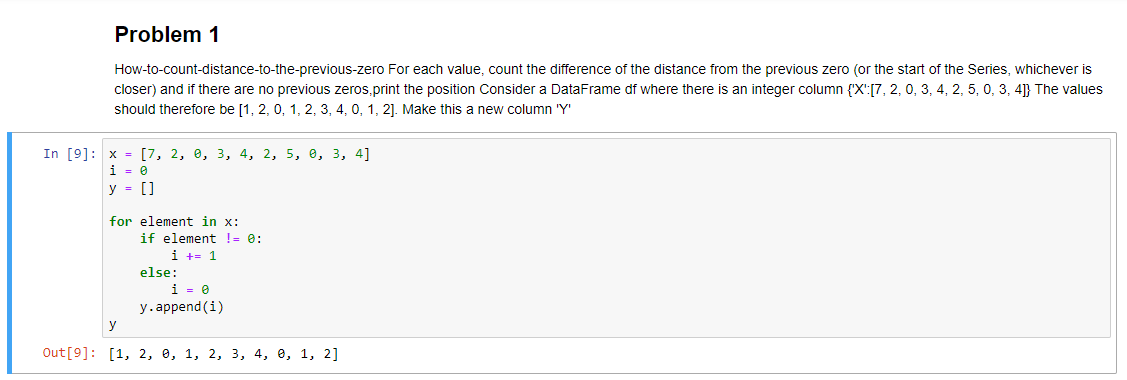 Problem 1
How-to-count-distance-to-the-previous-zero For each value, count the difference of the distance from the previous zero (or the start of the Series, whichever is
closer) and if there are no previous zeros,print the position Consider a DataFrame df where there is an integer column {'X':[7, 2, 0, 3, 4, 2, 5, 0, 3, 4]} The values
should therefore be [1, 2, 0, 1, 2, 3, 4, 0, 1, 2]. Make this a new column 'Y'
In [9]: x = [7, 2, 0, 3, 4, 2, 5, 0, 3, 4]
i = 0
y = []
for element in x:
    if element != 0:
        i += 1
    else:
        i = 0
    y.append(i)
y
Out[9]: [1, 2, 0, 1, 2, 3, 4, 0, 1, 2]